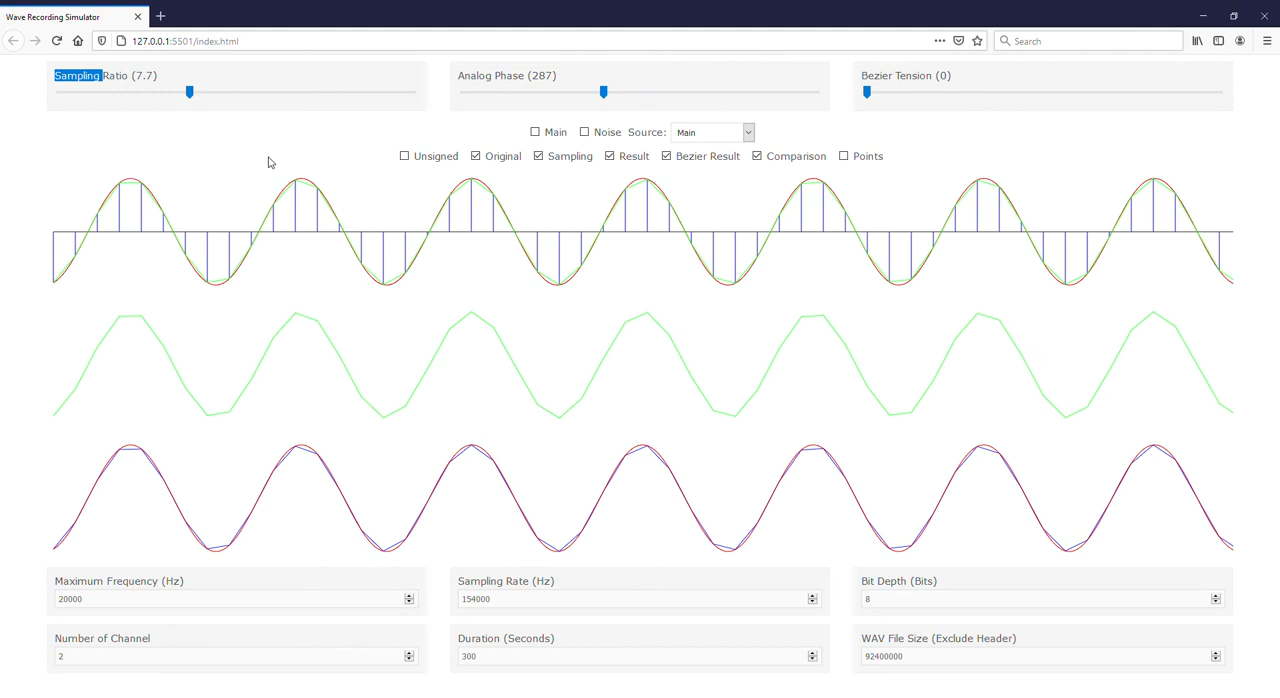 Wave Recording Simulator
127.0.0.1:5501/index.html
Search
Sampling Ratio (7.7)
Analog Phase (287)
Bezier Tension (0)
Main
Noise
Source:
Main
Unsigned
Original
Sampling
Result
Bezier Result
Comparison
Points
Maximum Frequency (Hz)
Sampling Rate (Hz)
Bit Depth (Bits)
20000
154000
8
Number of Channel
Duration (Seconds)
WAV File Size (Exclude Header)
2
300
92400000